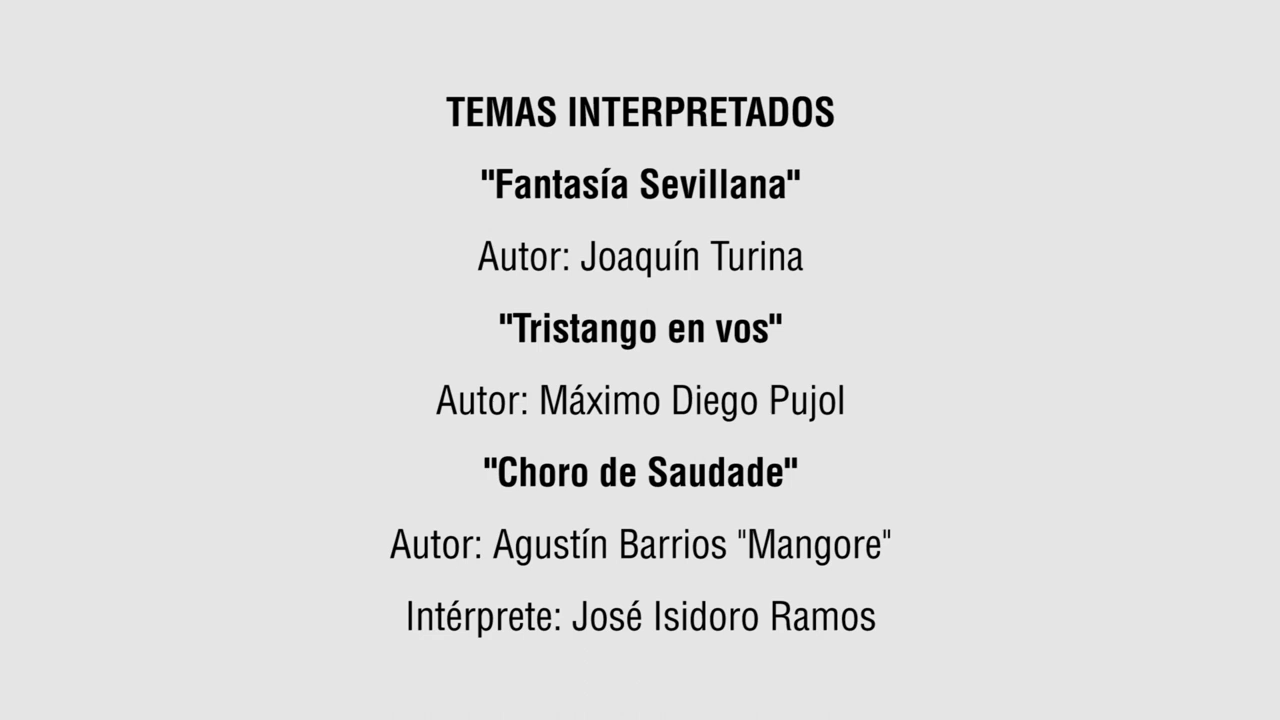 TEMAS INTERPRETADOS
"Fantasía Sevillana"
Autor: Joaquín Turina
"Tristango en vos"
Autor: Máximo Diego Pujol
"Choro de Saudade"
Autor: Agustín Barrios "Mangore"
Intérprete: José Isidoro Ramos